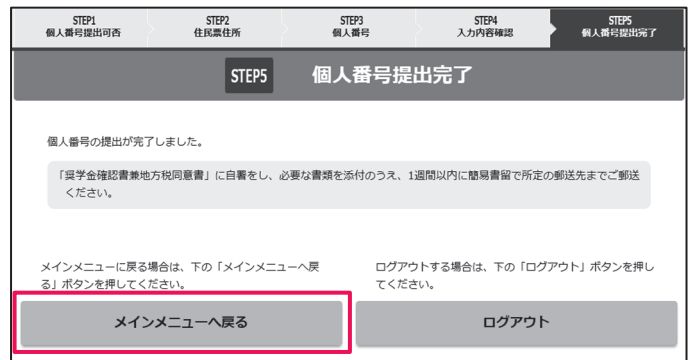 STEP1
個人番号提出可否
STEP2
住民票住所
STEP3
個人番号
STEP4
入力内容確認
STEP5
個人番号提出完了
STEP5 個人番号提出完了
個人番号の提出が完了しました。
「奨学金確認書兼地方税同意書」に自署をし、必要な書類を添付のうえ、1週間以内に簡易書留で所定の郵送先までご郵送
ください。
メインメニューに戻る場合は、下の「メインメニューへ戻
る」ボタンを押してください。
ログアウトする場合は、下の「ログアウト」ボタンを押し
てください。
メインメニューへ戻る
ログアウト